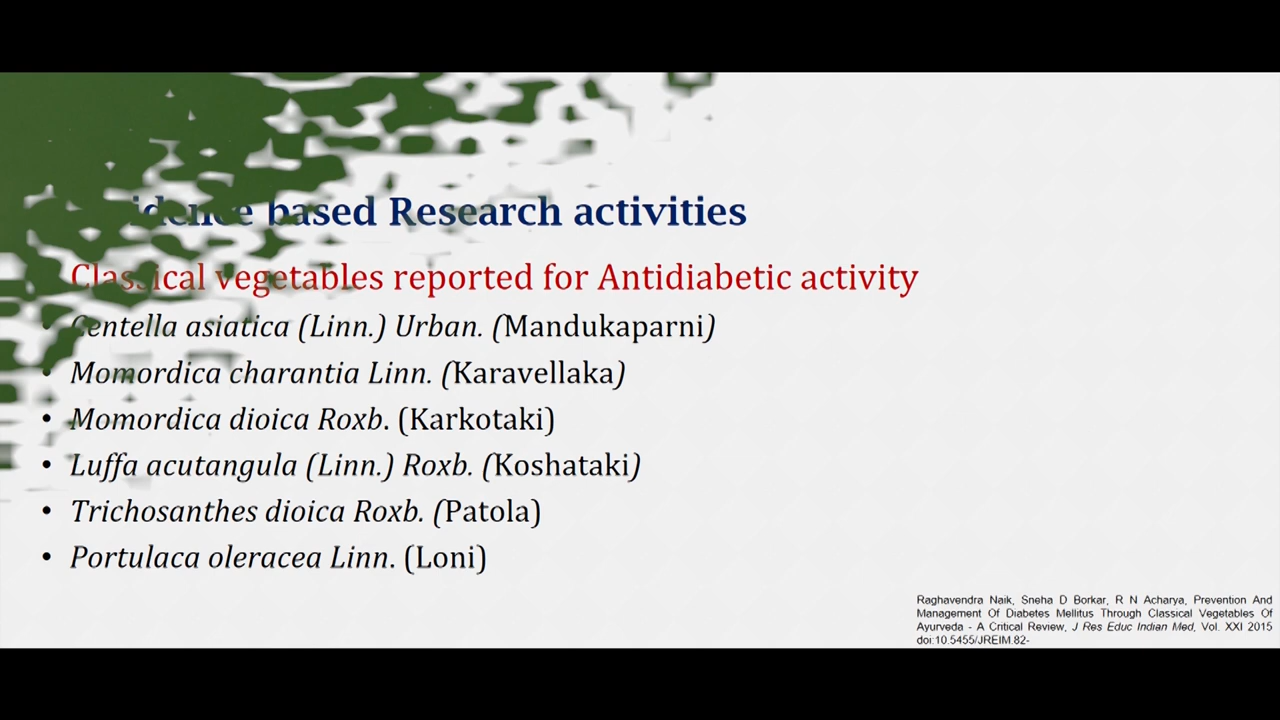 Evidence based Research activities
Classical vegetables reported for Antidiabetic activity
• Centella asiatica (Linn.) Urban. (Mandukaparni)
• Momordica charantia Linn. (Karavellaka)
• Momordica dioica Roxb. (Karkotaki)
• Luffa acutangula (Linn.) Roxb. (Koshataki)
• Trichosanthes dioica Roxb. (Patola)
• Portulaca oleracea Linn. (Loni)
Raghavendra Naik, Sneha D Borkar, R N Acharya, Prevention And
Management Of Diabetes Mellitus Through Classical Vegetables Of
Ayurveda - A Critical Review, J Res Educ Indian Med, Vol. XXI 2015
doi:10.5455/JREIM.82-